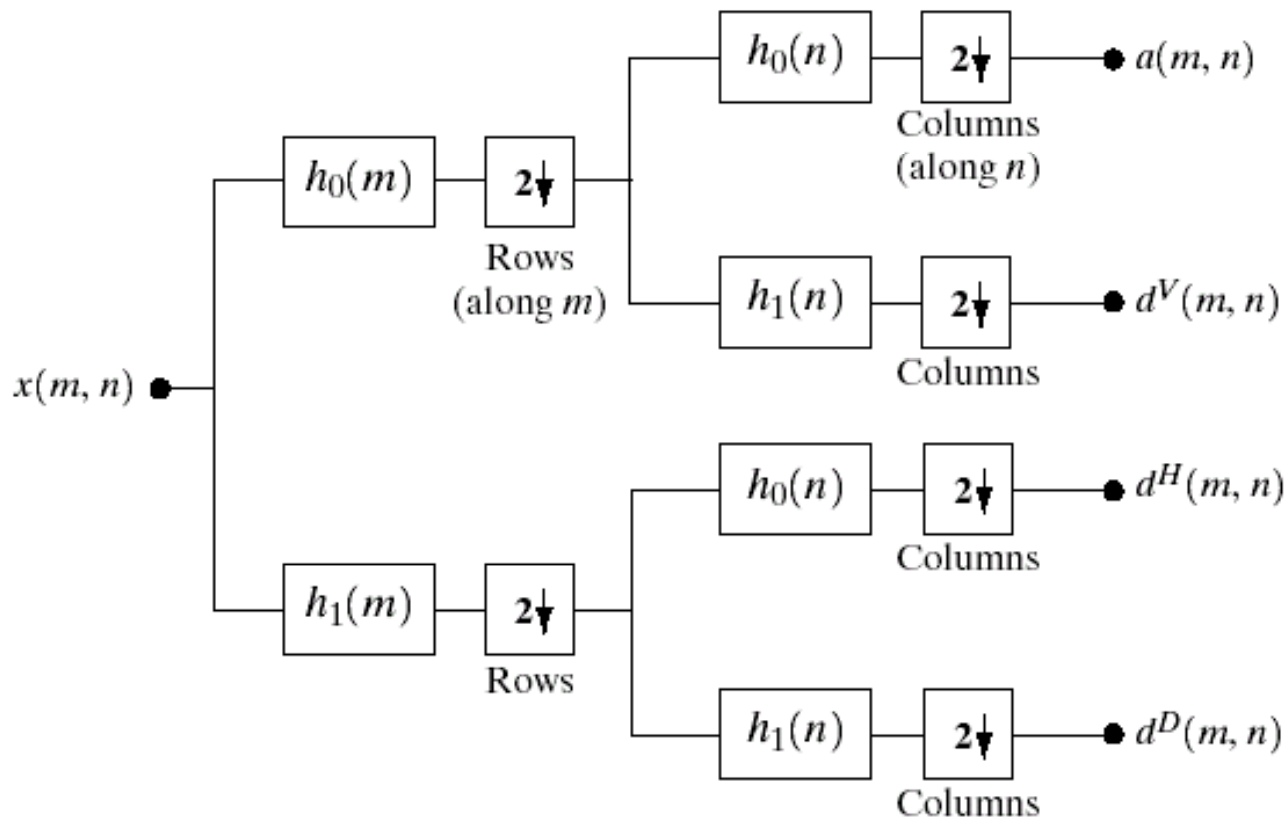 h₀(n) 2↓ a(m, n)
Columns
(along n)
h₀(m) 2↓
Rows
(along m)
h₁(n) 2↓ dⱽ(m, n)
Columns
x(m, n)
h₀(n) 2↓ dᴴ(m, n)
Columns
h₁(m) 2↓
Rows
h₁(n) 2↓ dᴰ(m, n)
Columns